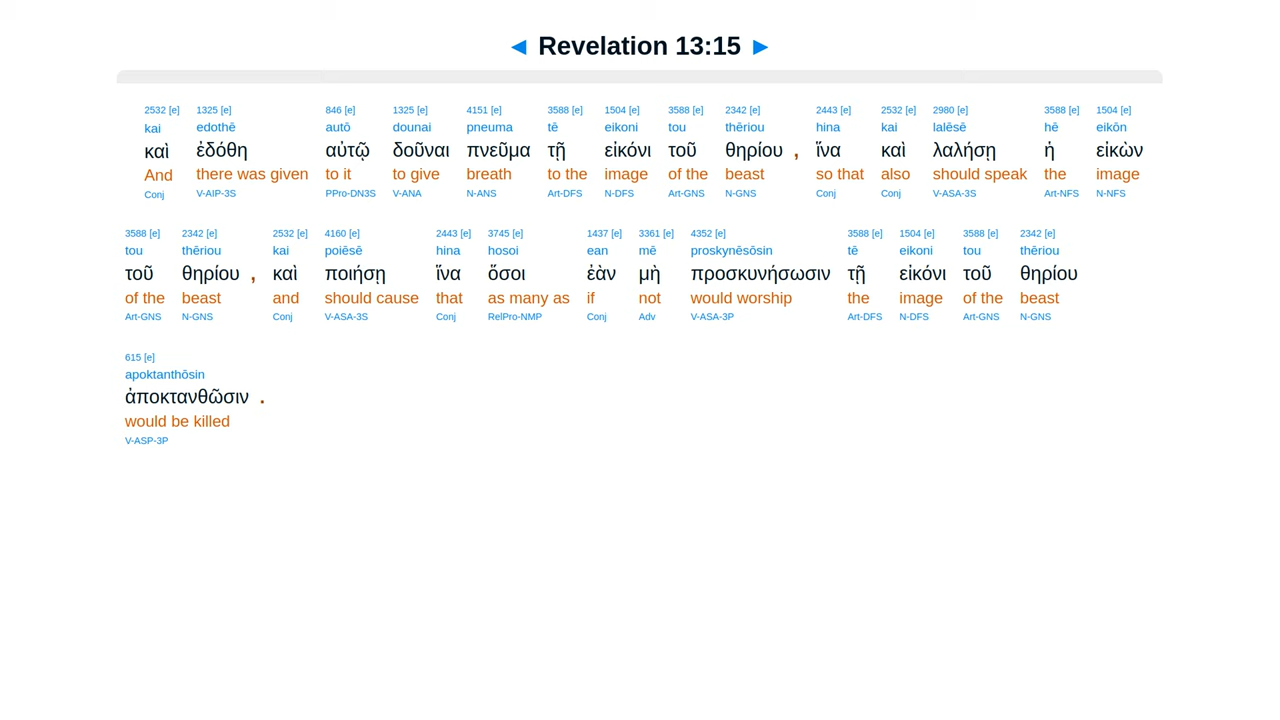 ◄ Revelation 13:15 ►
2532 [e] 1325 [e] 846 [e] 1325 [e] 4151 [e] 3588 [e] 1504 [e] 3588 [e] 2342 [e] 2443 [e] 2532 [e] 2980 [e] 3588 [e] 1504 [e]
kai edothē autō dounai pneuma tē eikoni tou thēriou hina kai lalēsē hē eikōn
καὶ ἐδόθη αὐτῷ δοῦναι πνεῦμα τῇ εἰκόνι τοῦ θηρίου , ἵνα καὶ λαλήσῃ ἡ εἰκὼν
And there was given to it to give breath to the image of the beast so that also should speak the image
Conj V-AIP-3S PPro-DN3S V-ANA N-ANS Art-DFS N-DFS Art-GNS N-GNS Conj Conj V-ASA-3S Art-NFS N-NFS
3588 [e] 2342 [e] 2532 [e] 4160 [e] 2443 [e] 3745 [e] 1437 [e] 3361 [e] 4352 [e] 3588 [e] 1504 [e] 3588 [e] 2342 [e]
tou thēriou kai poiēsē hina hosoi ean mē proskynēsōsin tē eikoni tou thēriou
τοῦ θηρίου , καὶ ποιήσῃ ἵνα ὅσοι ἐὰν μὴ προσκυνήσωσιν τῇ εἰκόνι τοῦ θηρίου
of the beast and should cause that as many as if not would worship the image of the beast
Art-GNS N-GNS Conj V-ASA-3S Conj RelPro-NMP Conj Adv V-ASA-3P Art-DFS N-DFS Art-GNS N-GNS
615 [e]
apoktanthōsin
ἀποκτανθῶσιν .
would be killed
V-ASP-3P